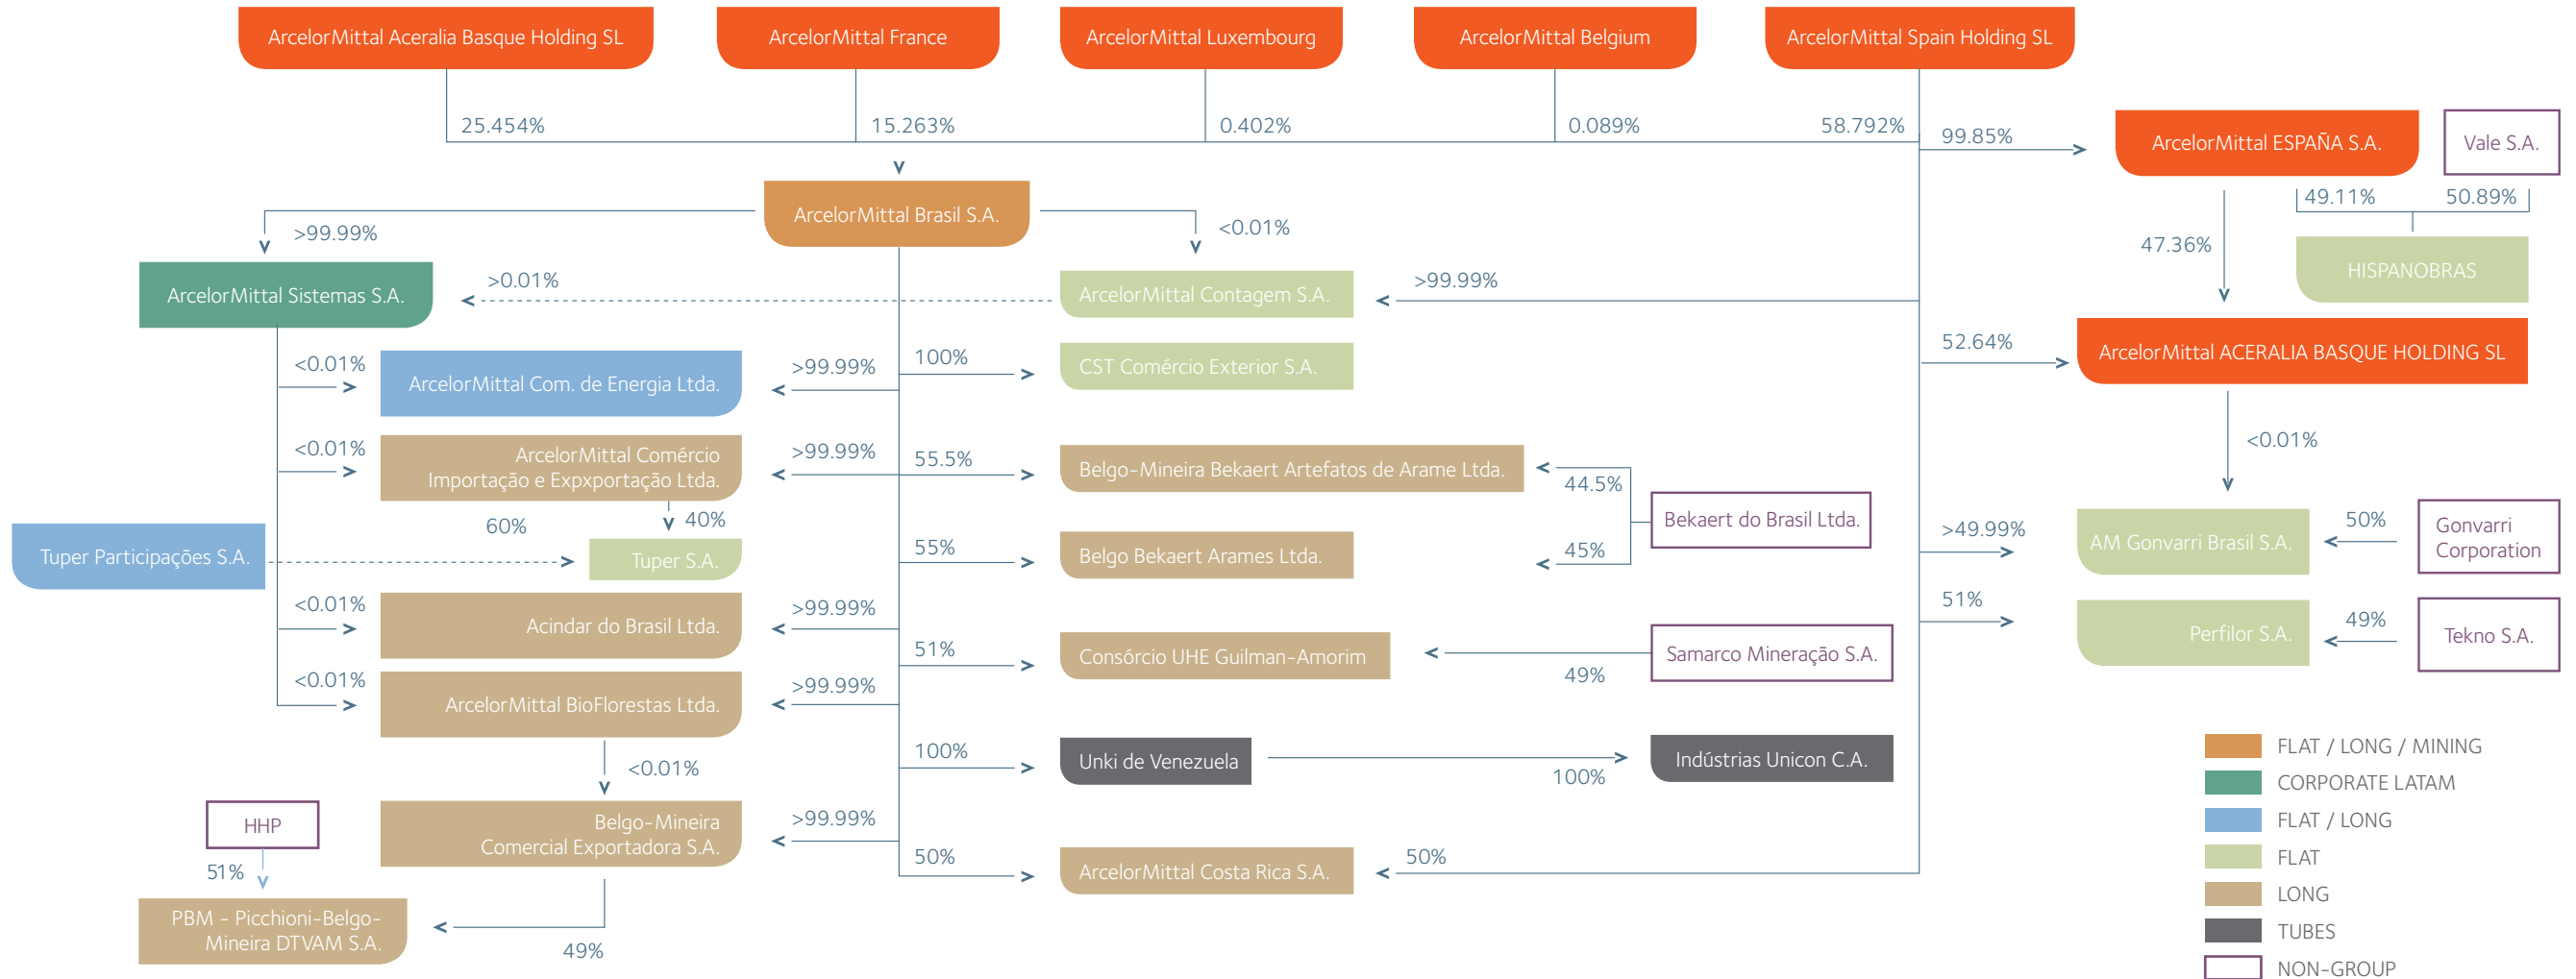 ArcelorMittal Aceralia Basque Holding SL
ArcelorMittal France
ArcelorMittal Luxembourg
ArcelorMittal Belgium
ArcelorMittal Spain Holding SL
25.454%
15.263%
0.402%
0.089%
58.792%
99.85%
ArcelorMittal ESPAÑA S.A.
Vale S.A.
49.11%
50.89%
ArcelorMittal Brasil S.A.
>99.99%
<0.01%
47.36%
HISPANOBRAS
ArcelorMittal Sistemas S.A.
>0.01%
ArcelorMittal Contagem S.A.
>99.99%
52.64%
ArcelorMittal ACERALIA BASQUE HOLDING SL
<0.01%
ArcelorMittal Com. de Energia Ltda.
>99.99%
100%
CST Comércio Exterior S.A.
<0.01%
<0.01%
ArcelorMittal Comércio
Importação e Expxportação Ltda.
>99.99%
55.5%
Belgo-Mineira Bekaert Artefatos de Arame Ltda.
44.5%
Bekaert do Brasil Ltda.
45%
Tuper Participações S.A.
60%
40%
Tuper S.A.
55%
Belgo Bekaert Arames Ltda.
>49.99%
AM Gonvarri Brasil S.A.
50%
Gonvarri
Corporation
<0.01%
Acindar do Brasil Ltda.
>99.99%
51%
Perfilor S.A.
49%
Tekno S.A.
51%
Consórcio UHE Guilman-Amorim
49%
Samarco Mineração S.A.
<0.01%
ArcelorMittal BioFlorestas Ltda.
>99.99%
<0.01%
100%
Unki de Venezuela
100%
Indústrias Unicon C.A.
HHP
51%
Belgo-Mineira
Comercial Exportadora S.A.
>99.99%
50%
ArcelorMittal Costa Rica S.A.
50%
PBM - Picchioni-Belgo-
Mineira DTVAM S.A.
49%
FLAT / LONG / MINING
CORPORATE LATAM
FLAT / LONG
FLAT
LONG
TUBES
NON-GROUP